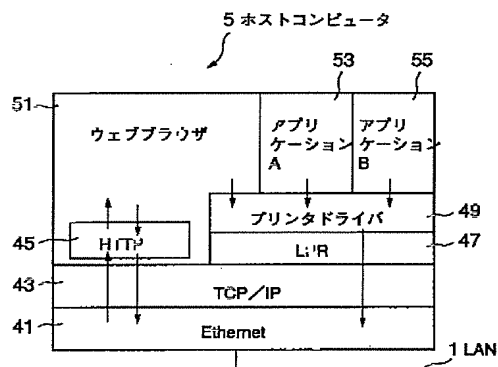 5 ホストコンピュータ
53
55
51
ウェブブラウザ
アプリ
ケーション
A
アプリ
ケーション
B
プリンタドライバ
49
45
HTTP
LPR
47
43
TCP/IP
41
Ethernet
1 LAN